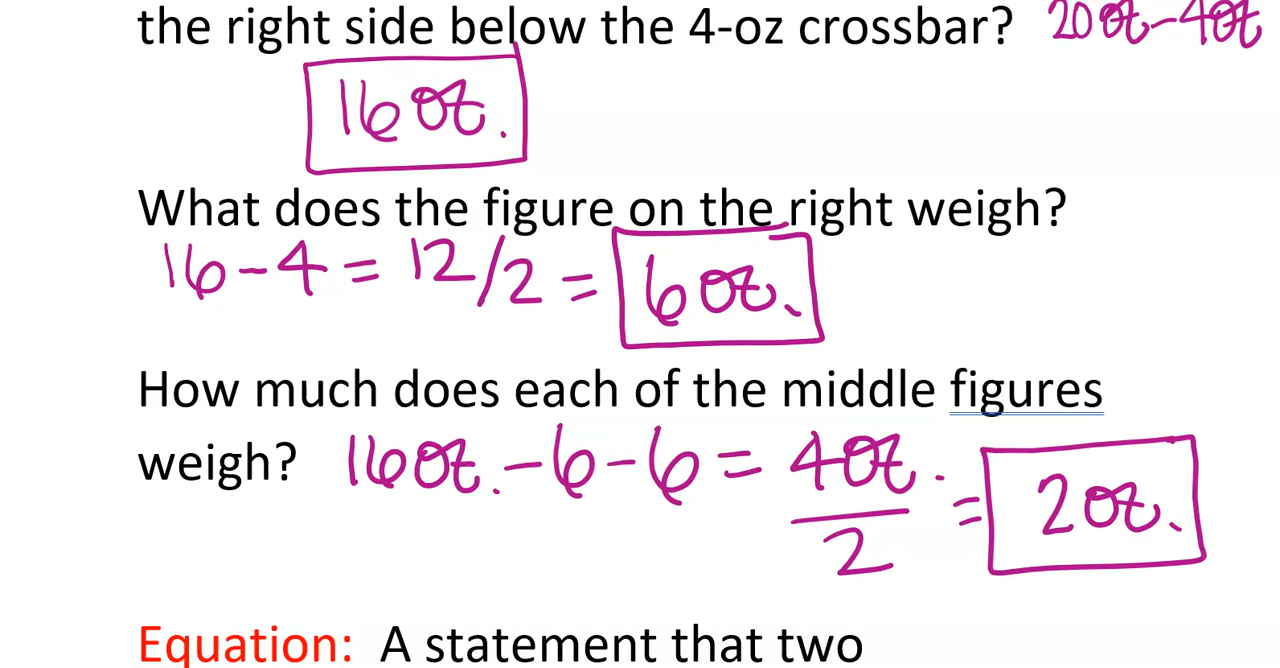 the right side below the 4-oz crossbar? 20oz-4oz
16oz.
What does the figure on the right weigh?
16-4=12/2= 6oz.
How much does each of the middle figures
weigh? 16oz.-6-6= 4oz. = 2oz.
2
Equation: A statement that two